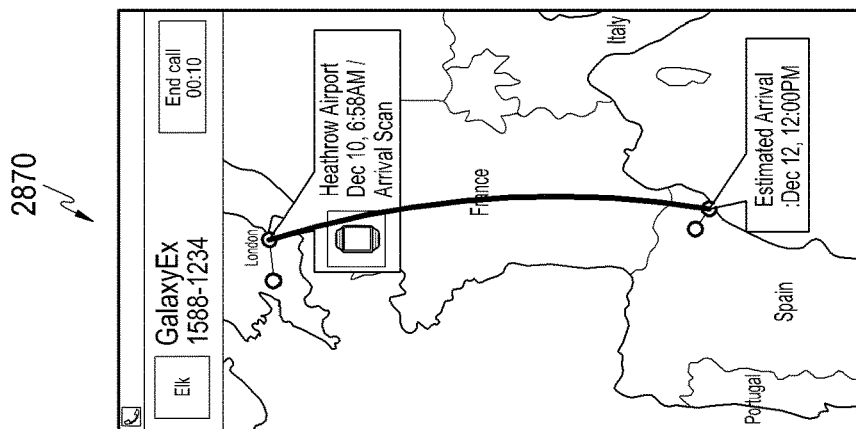 2870
Elk
GalaxyEx
1588-1234
End call
00:10
London
Heathrow Airport
Dec 10, 6:58AM /
Arrival Scan
France
Italy
Estimated Arrival
:Dec 12, 12:00PM
Spain
Portugal